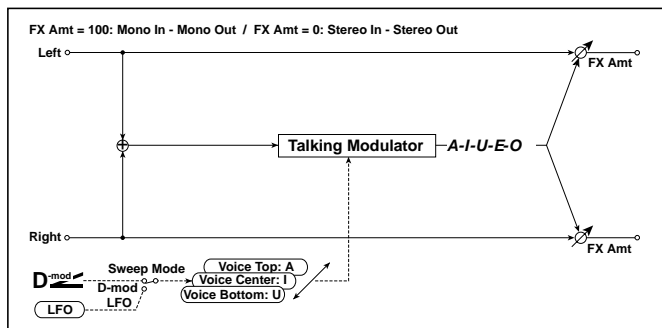 FX Amt = 100: Mono In - Mono Out / FX Amt = 0: Stereo In - Stereo Out
Left
FX Amt
Talking Modulator
A-I-U-E-O
Right
FX Amt
D-mod
Sweep Mode
D-mod
LFO
LFO
Voice Top: A
Voice Center: I
Voice Bottom: U